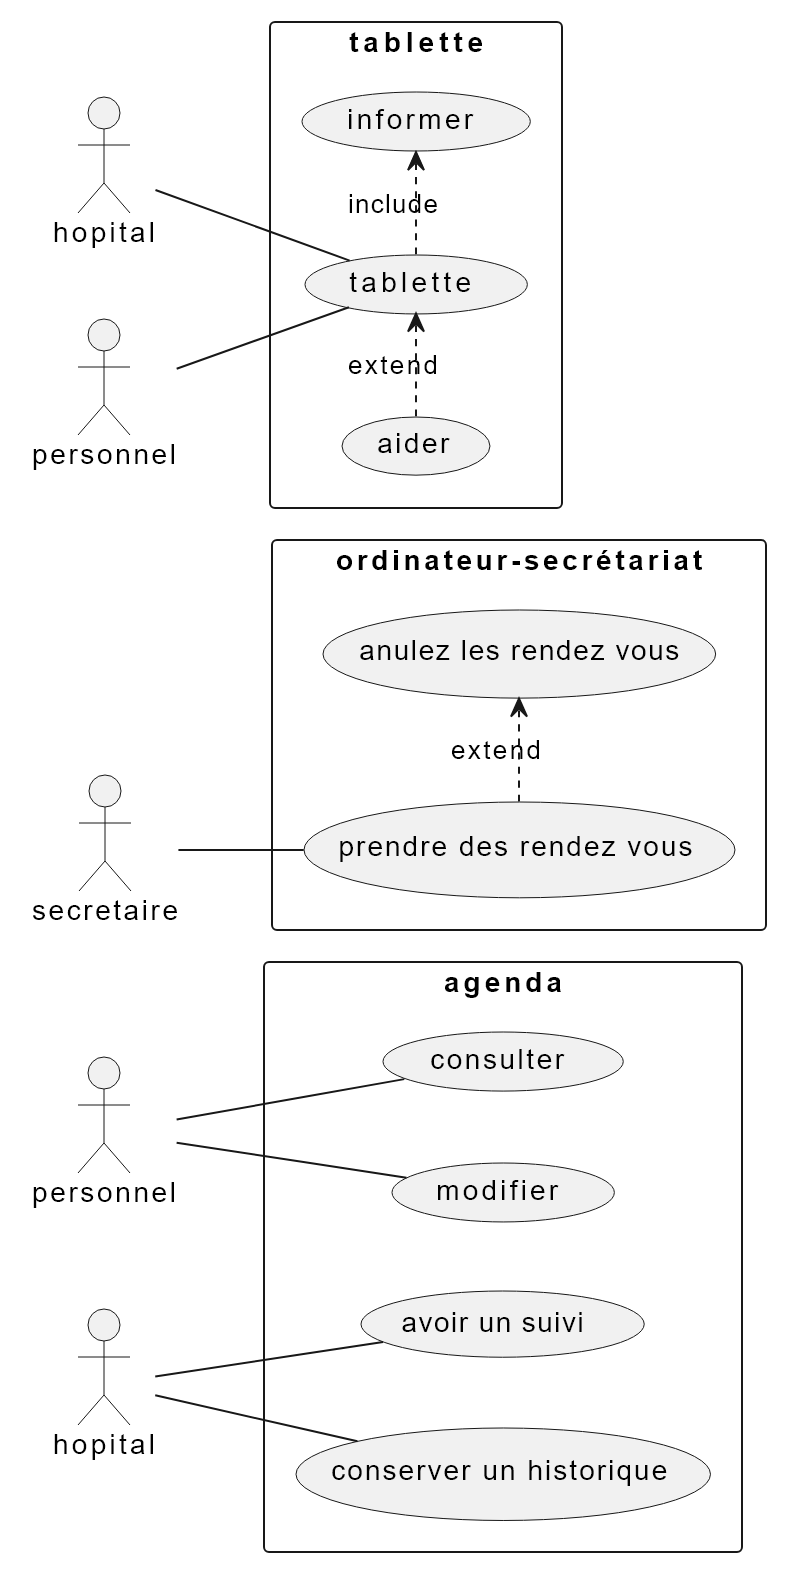 tablette
informer
hopital
include
tablette
personnel
extend
aider
ordinateur-secrétariat
anulez les rendez vous
extend
secretaire
prendre des rendez vous
agenda
consulter
personnel
modifier
avoir un suivi
hopital
conserver un historique